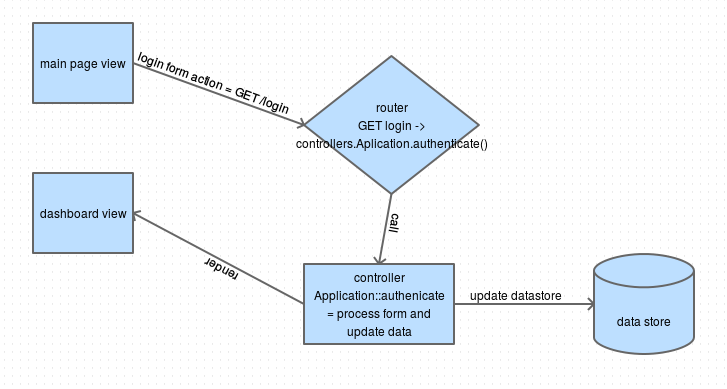 main page view
login form action = GET /login
router
GET login ->
controllers.Aplication.authenticate()
call
dashboard view
render
controller
Application::authenicate
= process form and
update data
update datastore
data store